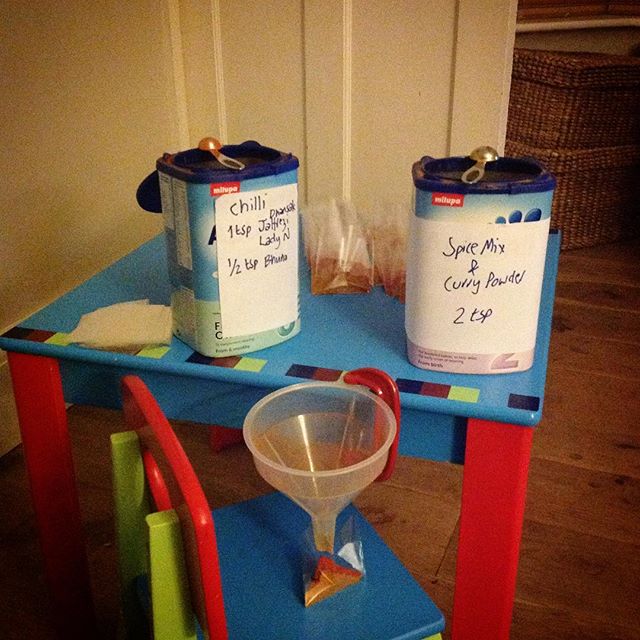 milupa
chilli
Dhansak
1 tsp Jalfrezi
Lady N
1/2 tsp Bhuna
From 6 months
milupa
Spice Mix
&
Curry Powder
2 tsp
2
From birth